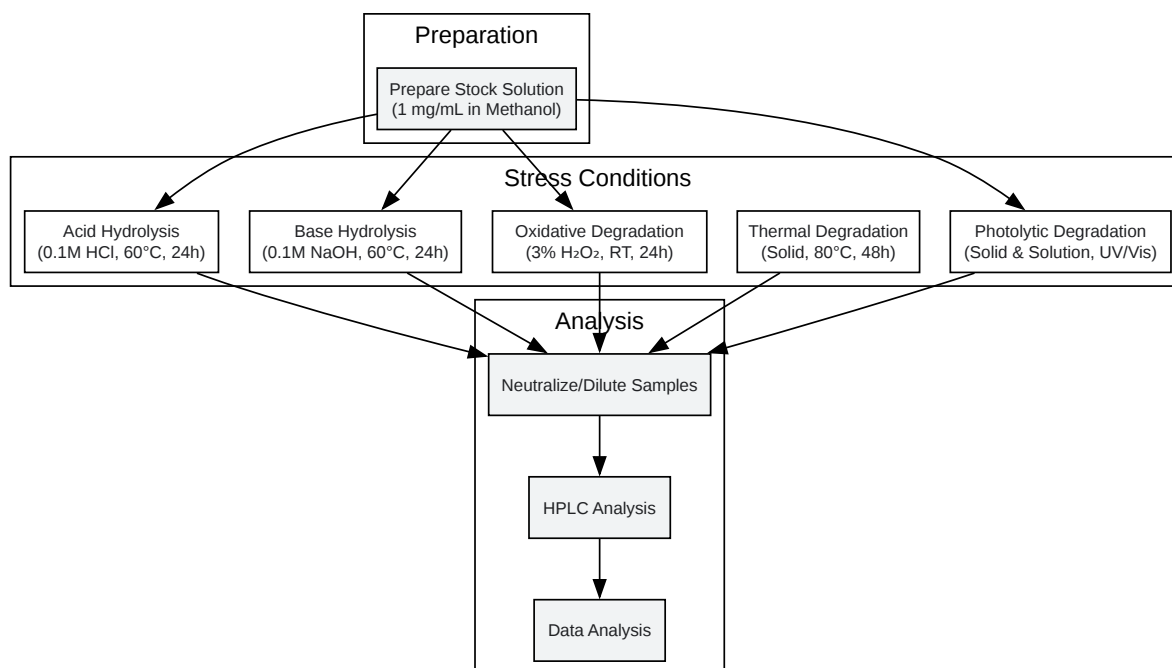 Preparation
Prepare Stock Solution
(1 mg/mL in Methanol)
Stress Conditions
Acid Hydrolysis
(0.1M HCl, 60°C, 24h)
Base Hydrolysis
(0.1M NaOH, 60°C, 24h)
Oxidative Degradation
(3% H₂O₂, RT, 24h)
Thermal Degradation
(Solid, 80°C, 48h)
Photolytic Degradation
(Solid & Solution, UV/Vis)
Analysis
Neutralize/Dilute Samples
HPLC Analysis
Data Analysis